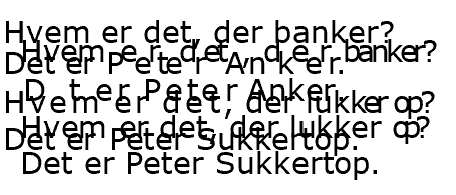 Hvem er det, der banker?
Hvem er det, der banker?
Det er Peter Anker.
Det er Peter Anker.
Hvem er det, der lukker op?
Hvem er det, der lukker op?
Det er Peter Sukkertop.
Det er Peter Sukkertop.